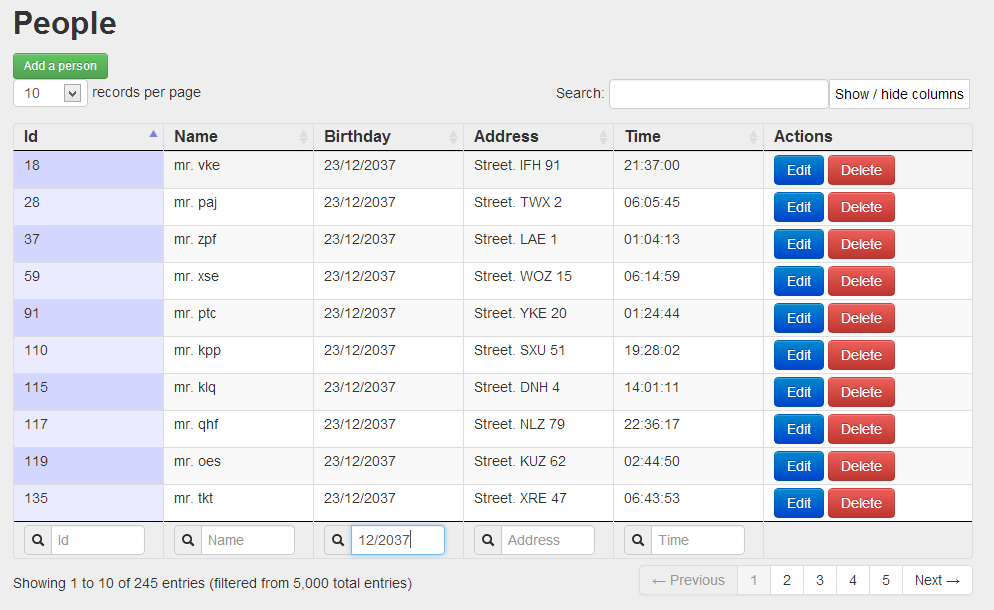 People
Add a person
10 records per page Search: Show / hide columns
Id Name Birthday Address Time Actions
18 mr. vke 23/12/2037 Street. IFH 91 21:37:00 Edit Delete
28 mr. paj 23/12/2037 Street. TWX 2 06:05:45 Edit Delete
37 mr. zpf 23/12/2037 Street. LAE 1 01:04:13 Edit Delete
59 mr. xse 23/12/2037 Street. WOZ 15 06:14:59 Edit Delete
91 mr. ptc 23/12/2037 Street. YKE 20 01:24:44 Edit Delete
110 mr. kpp 23/12/2037 Street. SXU 51 19:28:02 Edit Delete
115 mr. klq 23/12/2037 Street. DNH 4 14:01:11 Edit Delete
117 mr. qhf 23/12/2037 Street. NLZ 79 22:36:17 Edit Delete
119 mr. oes 23/12/2037 Street. KUZ 62 02:44:50 Edit Delete
135 mr. tkt 23/12/2037 Street. XRE 47 06:43:53 Edit Delete
Id Name 12/2037 Address Time
Showing 1 to 10 of 245 entries (filtered from 5,000 total entries) ← Previous 1 2 3 4 5 Next →